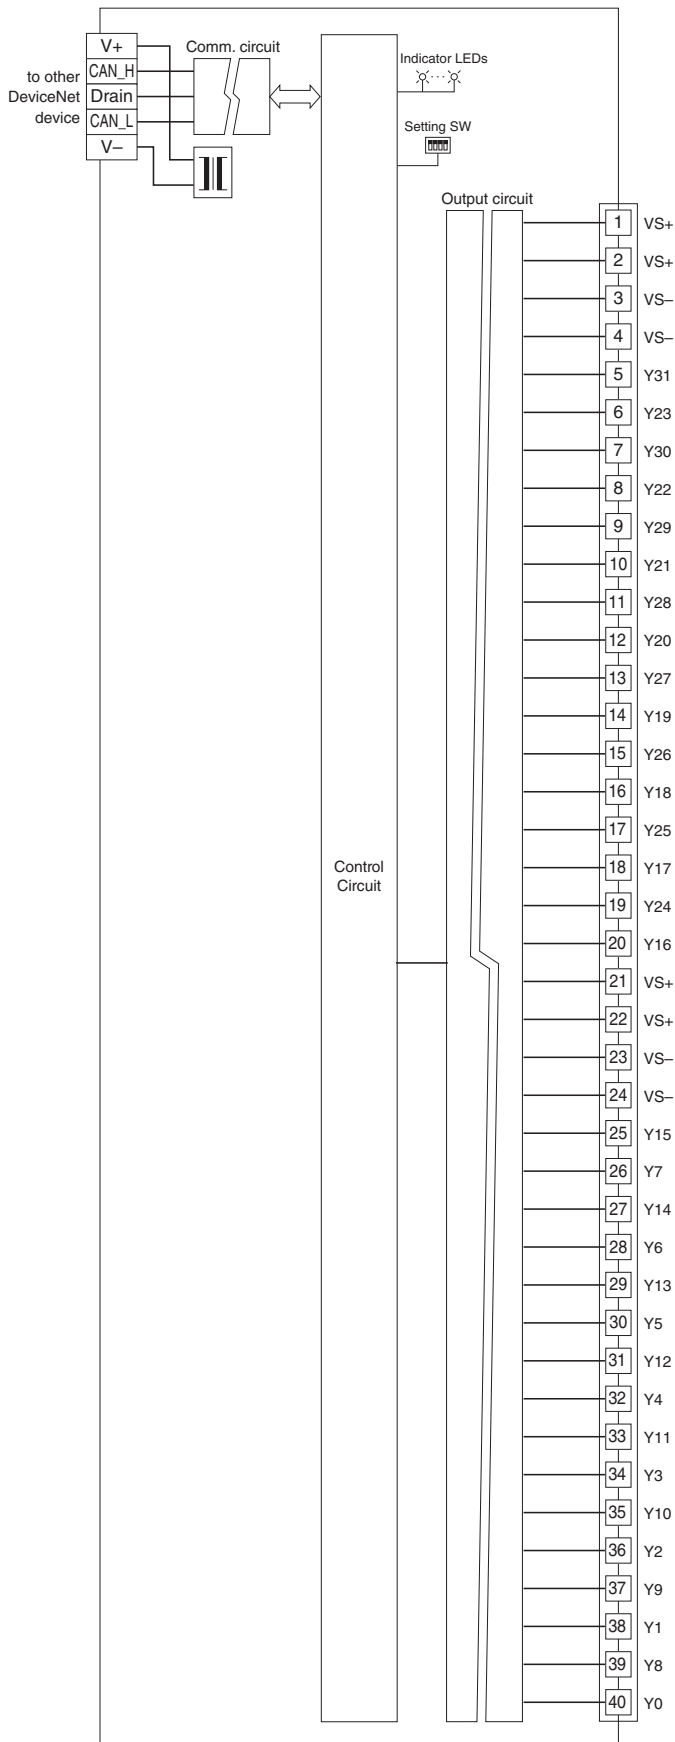 V+
CAN_H
Drain
CAN_L
V–
to other
DeviceNet
device
Comm. circuit
Indicator LEDs
Setting SW
Output circuit
Control
Circuit
1 VS+
2 VS+
3 VS–
4 VS–
5 Y31
6 Y23
7 Y30
8 Y22
9 Y29
10 Y21
11 Y28
12 Y20
13 Y27
14 Y19
15 Y26
16 Y18
17 Y25
18 Y17
19 Y24
20 Y16
21 VS+
22 VS+
23 VS–
24 VS–
25 Y15
26 Y7
27 Y14
28 Y6
29 Y13
30 Y5
31 Y12
32 Y4
33 Y11
34 Y3
35 Y10
36 Y2
37 Y9
38 Y1
39 Y8
40 Y0